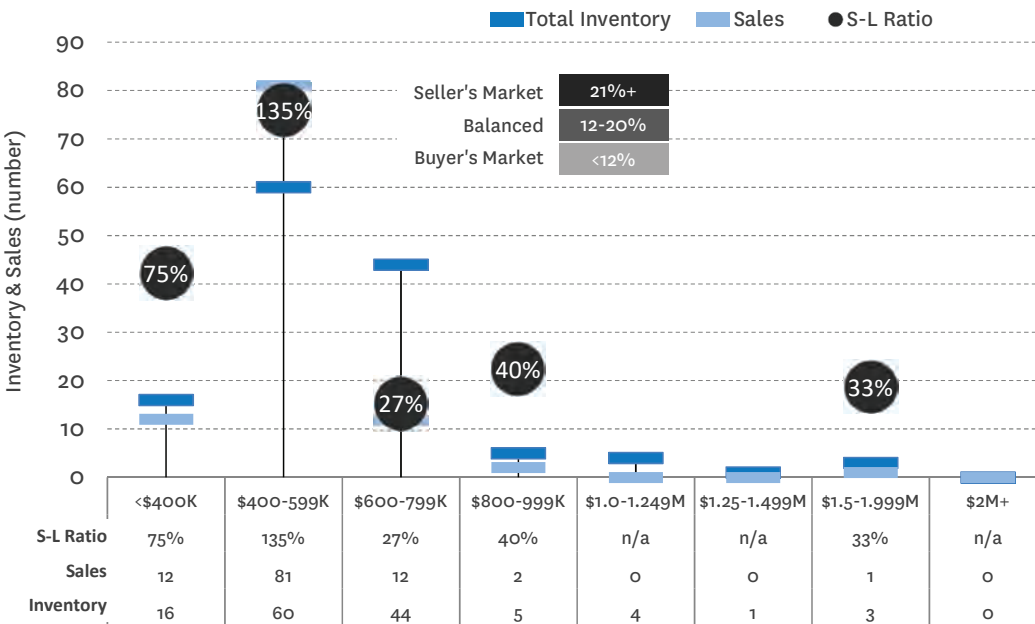 Total Inventory Sales S-L Ratio
Inventory & Sales (number)
90
80
70
60
50
40
30
20
10
0
Seller's Market 21%+
Balanced 12-20%
Buyer's Market <12%
75%
135%
27%
40%
33%
<$400K $400-599K $600-799K $800-999K $1.0-1.249M $1.25-1.499M $1.5-1.999M $2M+
S-L Ratio 75% 135% 27% 40% n/a n/a 33% n/a
Sales 12 81 12 2 0 0 1 0
Inventory 16 60 44 5 4 1 3 0